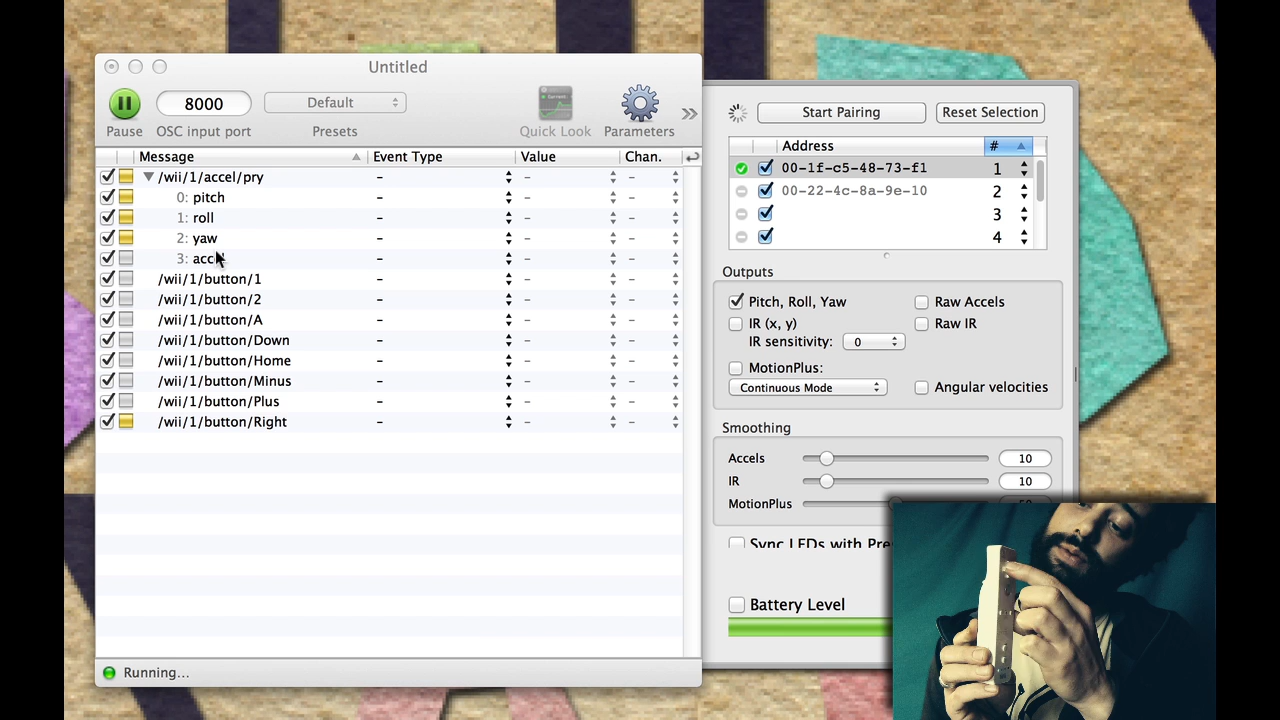 Untitled
8000
Default
Pause
OSC input port
Presets
Quick Look
Parameters
»
Message
Event Type
Value
Chan.
/wii/1/accel/pry
–
–
–
0: pitch
–
–
–
1: roll
–
–
–
2: yaw
–
–
–
3: acc
–
–
–
/wii/1/button/1
–
–
–
/wii/1/button/2
–
–
–
/wii/1/button/A
–
–
–
/wii/1/button/Down
–
–
–
/wii/1/button/Home
–
–
–
/wii/1/button/Minus
–
–
–
/wii/1/button/Plus
–
–
–
/wii/1/button/Right
–
–
–
Running...
Start Pairing
Reset Selection
Address
#
00-1f-c5-48-73-f1
1
00-22-4c-8a-9e-10
2
3
4
Outputs
Pitch, Roll, Yaw
Raw Accels
IR (x, y)
Raw IR
IR sensitivity:
0
MotionPlus:
Continuous Mode
Angular velocities
Smoothing
Accels
10
IR
10
MotionPlus
Sync LEDs with
Battery Level